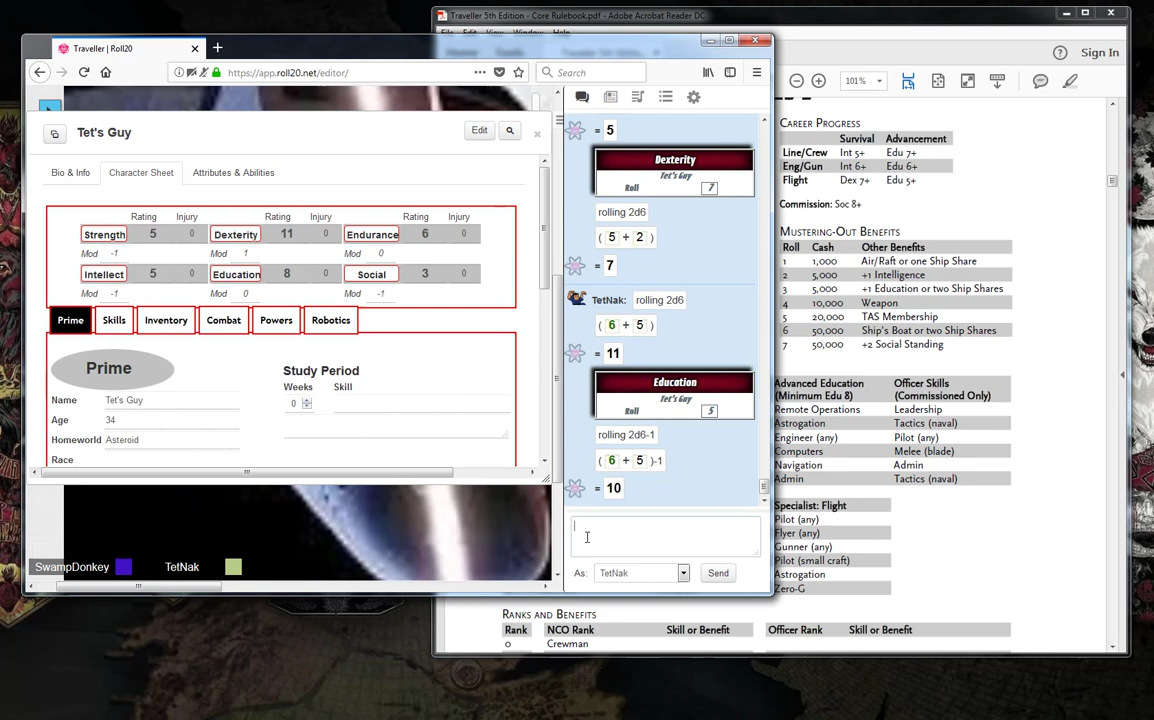 Traveller 5th Edition - Core Rulebook.pdf - Adobe Acrobat Reader DC
Traveller | Roll20
https://app.roll20.net/editor/
Search
Sign In
101%
Tet's Guy
Edit
Bio & Info
Character Sheet
Attributes & Abilities
Rating Injury Rating Injury Rating Injury
Strength 5 0 Dexterity 11 0 Endurance 6 0
Mod -1 Mod 1 Mod 0
Intellect 5 0 Education 8 0 Social 3 0
Mod -1 Mod 0 Mod -1
Prime Skills Inventory Combat Powers Robotics
Prime
Name Tet's Guy
Age 34
Homeworld Asteroid
Race
Study Period
Weeks Skill
0
SwampDonkey
TetNak
= 5
Dexterity
Tet's Guy
Roll 7
rolling 2d6
( 5 + 2 )
= 7
TetNak: rolling 2d6
( 6 + 5 )
= 11
Education
Tet's Guy
Roll 5
rolling 2d6-1
( 6 + 5 )-1
= 10
As: TetNak
Send
Career Progress
Survival Advancement
Line/Crew Int 5+ Edu 7+
Eng/Gun Int 6+ Edu 6+
Flight Dex 7+ Edu 5+
Commission: Soc 8+
Mustering-Out Benefits
Roll Cash Other Benefits
1 1,000 Air/Raft or one Ship Share
2 5,000 +1 Intelligence
3 5,000 +1 Education or two Ship Shares
4 10,000 Weapon
5 20,000 TAS Membership
6 50,000 Ship's Boat or two Ship Shares
7 50,000 +2 Social Standing
Advanced Education Officer Skills
(Minimum Edu 8) (Commissioned Only)
Remote Operations Leadership
Astrogation Tactics (naval)
Engineer (any) Pilot (any)
Computers Melee (blade)
Navigation Admin
Admin Tactics (naval)
Specialist: Flight
Pilot (any)
Flyer (any)
Gunner (any)
Pilot (small craft)
Astrogation
Zero-G
Ranks and Benefits
Rank NCO Rank Skill or Benefit Officer Rank Skill or Benefit
0 Crewman